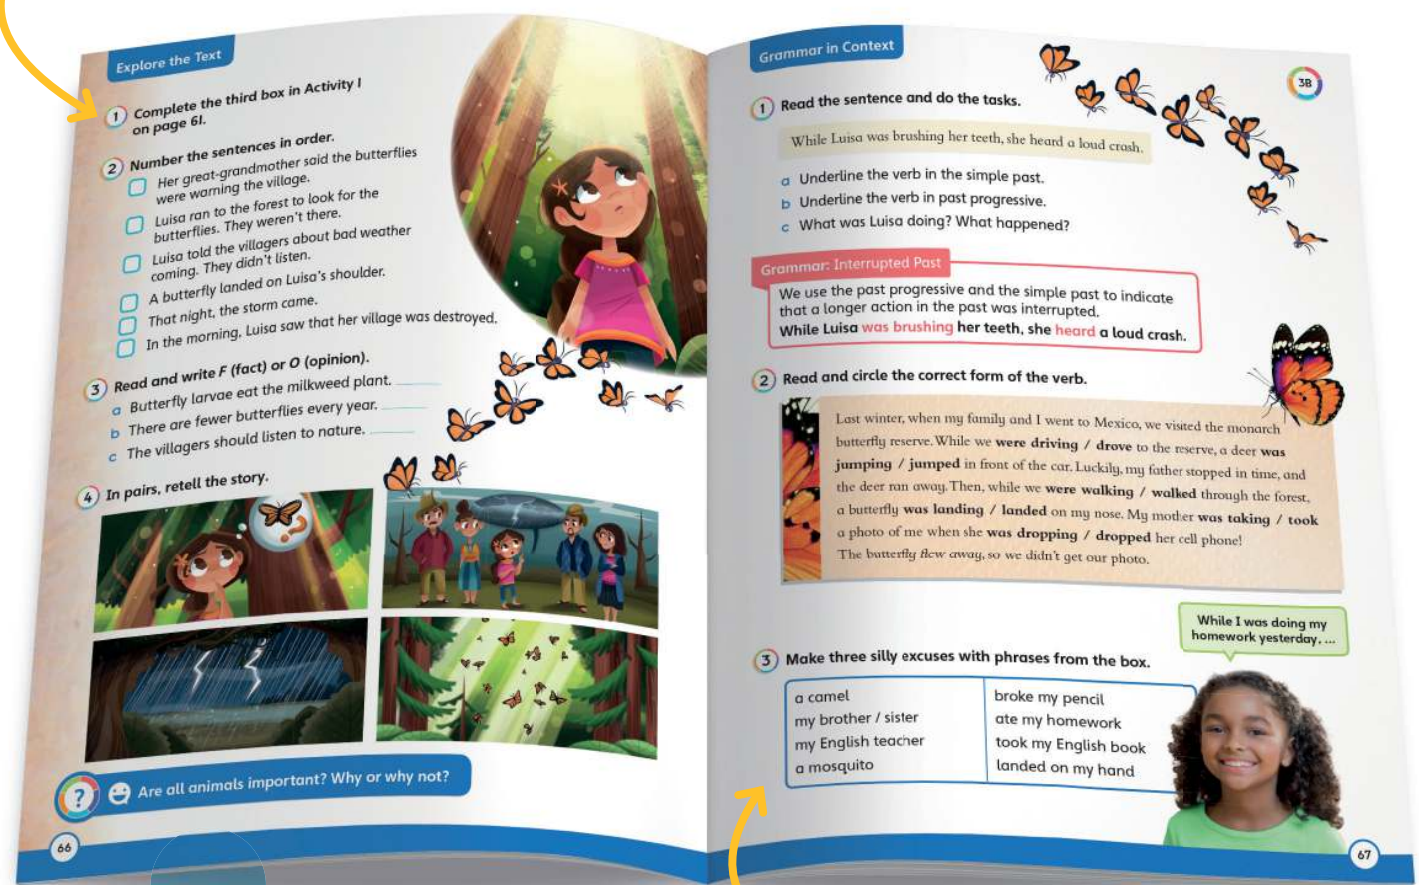 Explore the Text
1 Complete the third box in Activity 1
on page 61.
2 Number the sentences in order.
Her great-grandmother said the butterflies
were warning the village.
Luisa ran to the forest to look for the
butterflies. They weren't there.
Luisa told the villagers about bad weather
coming. They didn't listen.
A butterfly landed on Luisa's shoulder.
That night, the storm came.
In the morning, Luisa saw that her village was destroyed.
3 Read and write F (fact) or O (opinion).
a Butterfly larvae eat the milkweed plant.
b There are fewer butterflies every year.
c The villagers should listen to nature.
4 In pairs, retell the story.
? Are all animals important? Why or why not?
66
Grammar in Context
3B
1 Read the sentence and do the tasks.
While Luisa was brushing her teeth, she heard a loud crash.
a Underline the verb in the simple past.
b Underline the verb in past progressive.
c What was Luisa doing? What happened?
Grammar: Interrupted Past
We use the past progressive and the simple past to indicate
that a longer action in the past was interrupted.
While Luisa was brushing her teeth, she heard a loud crash.
2 Read and circle the correct form of the verb.
Last winter, when my family and I went to Mexico, we visited the monarch
butterfly reserve. While we were driving / drove to the reserve, a deer was
jumping / jumped in front of the car. Luckily, my father stopped in time, and
the deer ran away. Then, while we were walking / walked through the forest,
a butterfly was landing / landed on my nose. My mother was taking / took
a photo of me when she was dropping / dropped her cell phone!
The butterfly flew away, so we didn't get our photo.
While I was doing my
homework yesterday, ...
3 Make three silly excuses with phrases from the box.
a camel
my brother / sister
my English teacher
a mosquito
broke my pencil
ate my homework
took my English book
landed on my hand
67